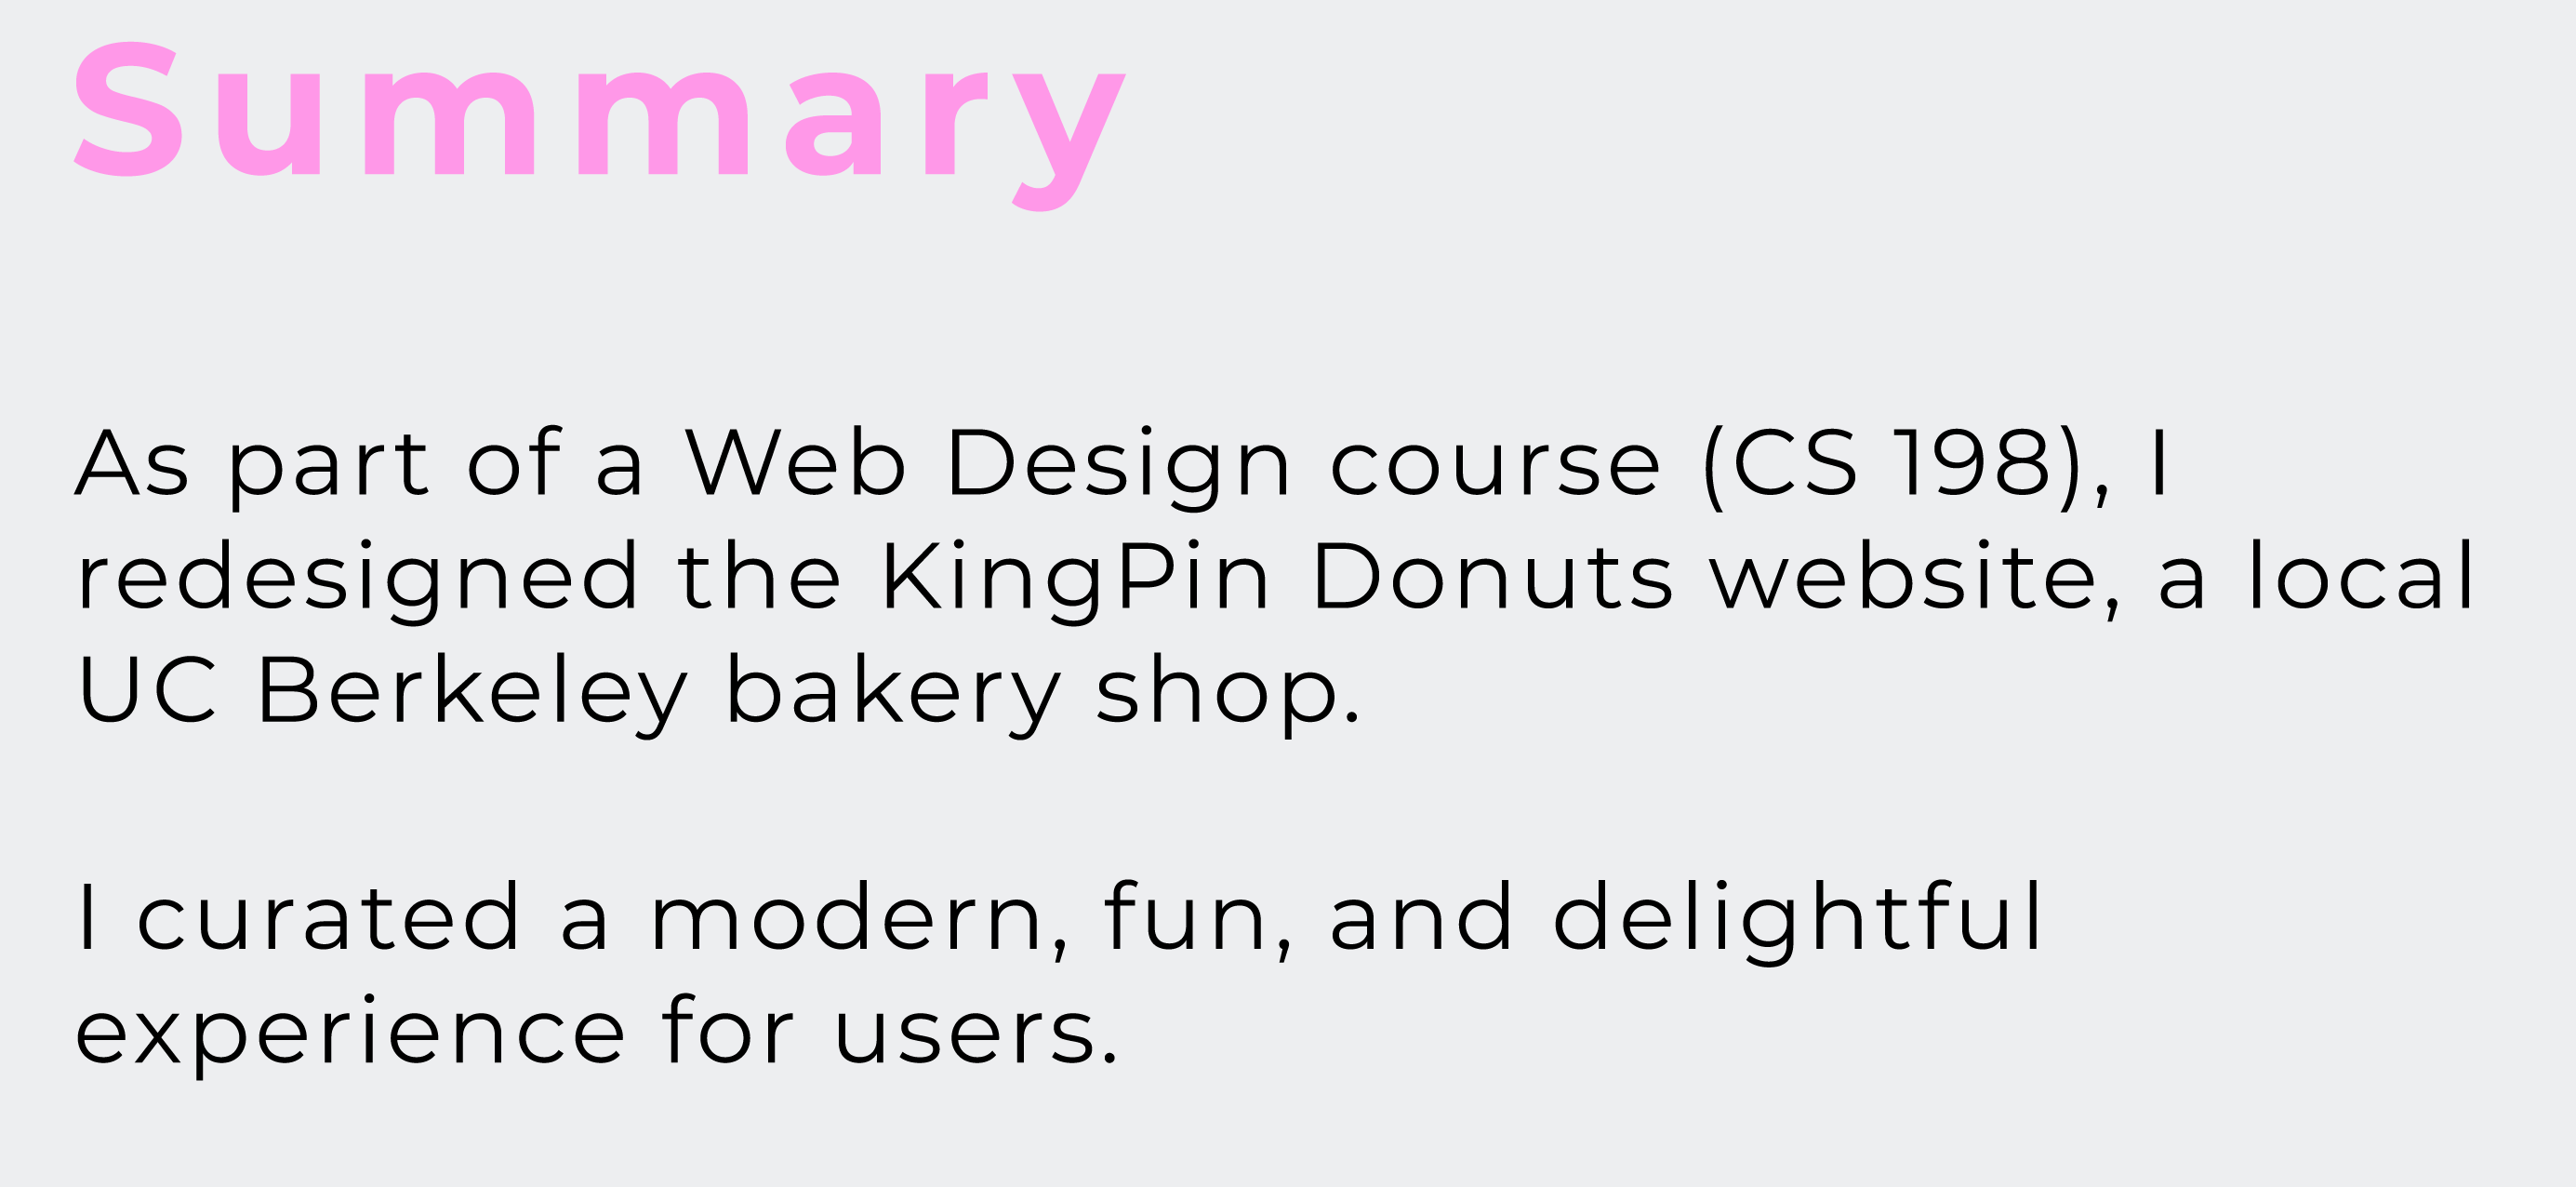 Summary
As part of a Web Design course (CS 198), I
redesigned the KingPin Donuts website, a local
UC Berkeley bakery shop.
I curated a modern, fun, and delightful
experience for users.